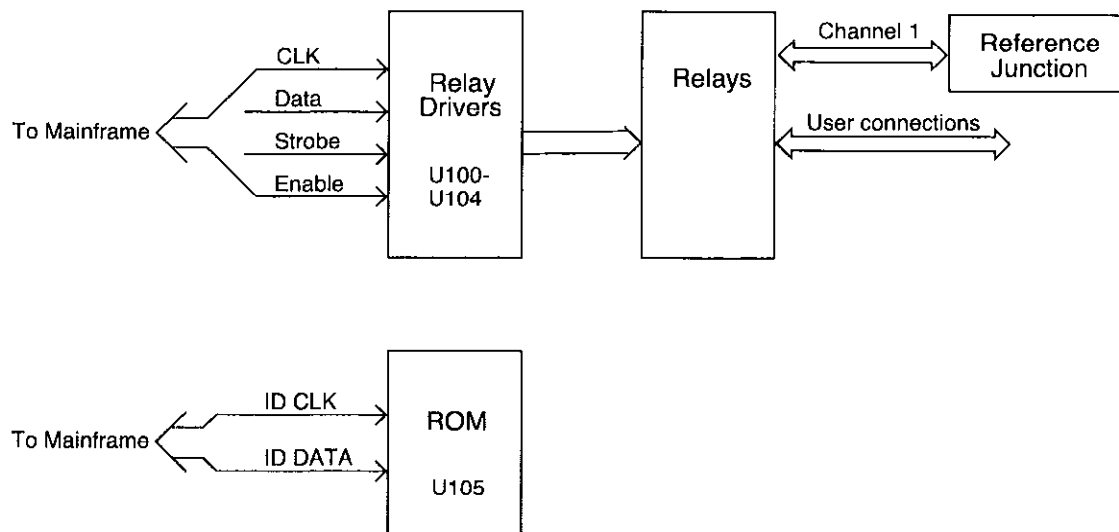 CLK
Data
Strobe
Enable
To Mainframe
Relay
Drivers
U100-
U104
Relays
Channel 1
User connections
Reference
Junction
ID CLK
ID DATA
To Mainframe
ROM
U105